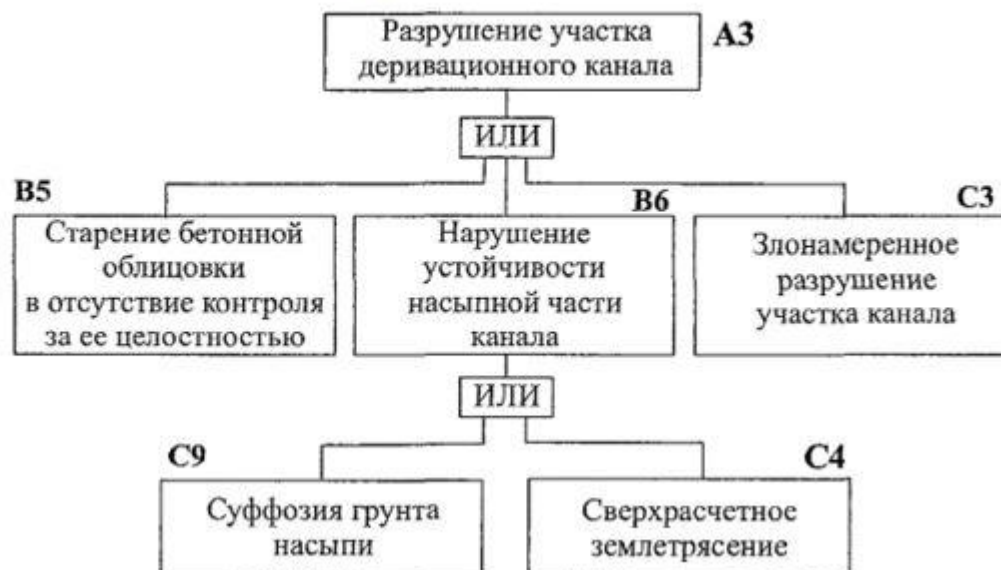 Разрушение участка
деривационного канала
А3
ИЛИ
В5
Старение бетонной
облицовки
в отсутствие контроля
за ее целостностью
В6
Нарушение
устойчивости
насыпной части
канала
С3
Злонамеренное
разрушение
участка канала
ИЛИ
С9
Суффозия грунта
насыпи
С4
Сверхрасчетное
землетрясение